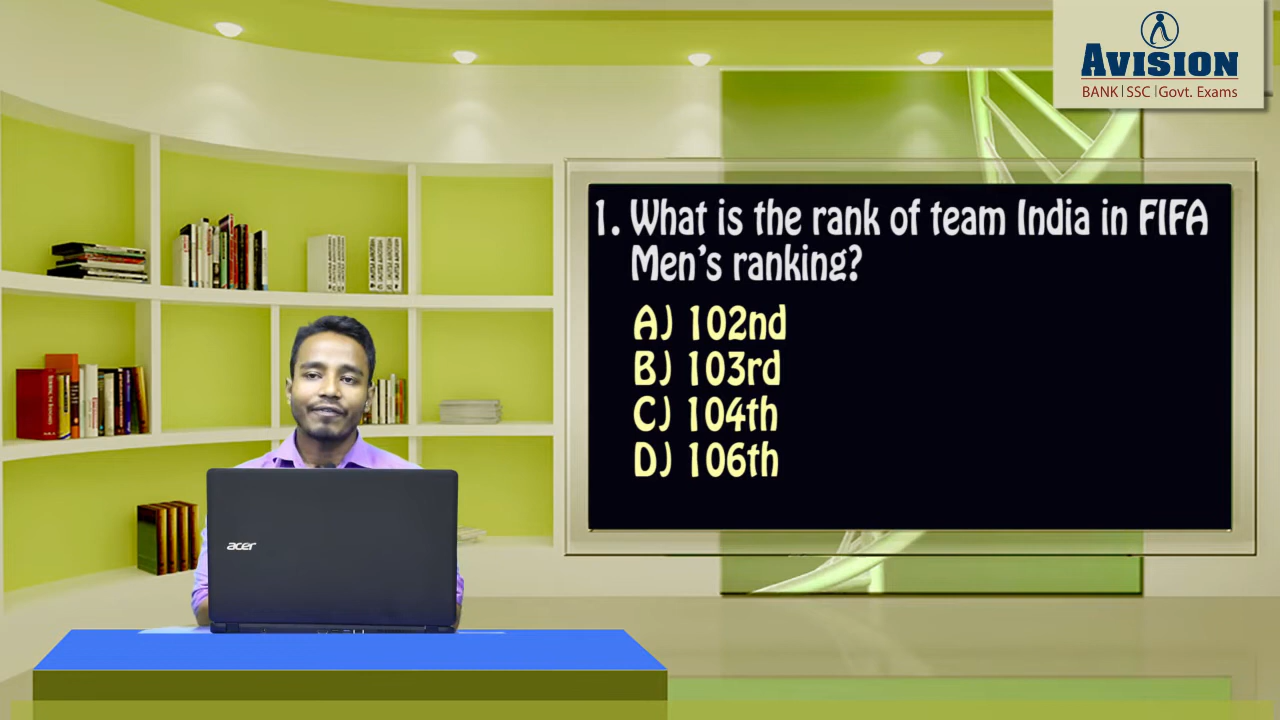 AVISION
BANK | SSC | Govt. Exams
1. What is the rank of team India in FIFA
Men's ranking?
A) 102nd
B) 103rd
C) 104th
D) 106th
acer